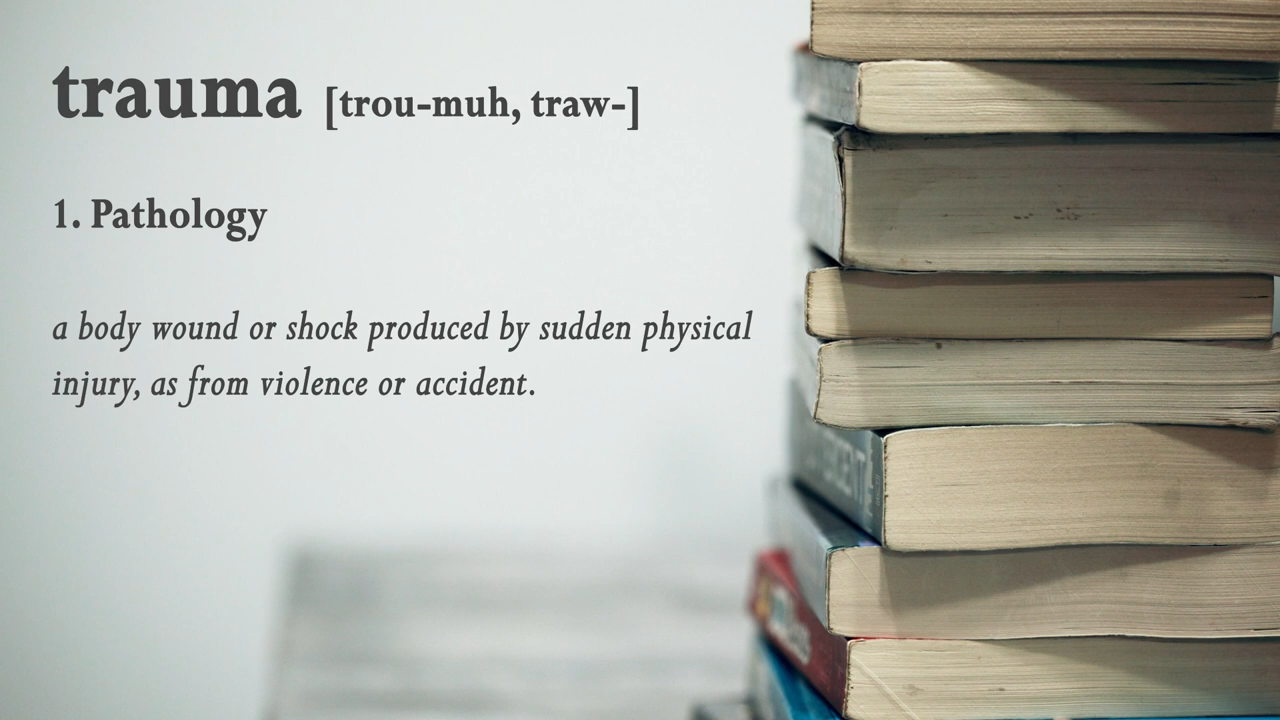 trauma [trou-muh, traw-]
1. Pathology
a body wound or shock produced by sudden physical
injury, as from violence or accident.